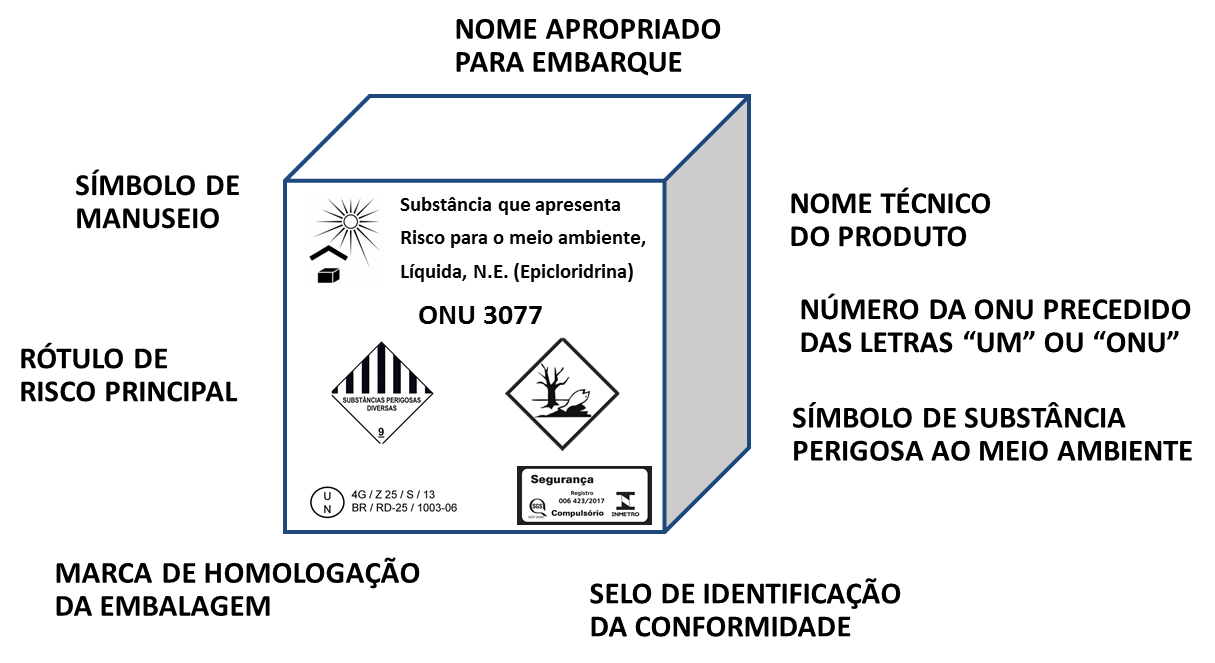 NOME APROPRIADO
PARA EMBARQUE
SÍMBOLO DE
MANUSEIO
Substância que apresenta
Risco para o meio ambiente,
Líquida, N.E. (Epicloridrina)
ONU 3077
NOME TÉCNICO
DO PRODUTO
NÚMERO DA ONU PRECEDIDO
DAS LETRAS “UM” OU “ONU”
RÓTULO DE
RISCO PRINCIPAL
SUBSTÂNCIAS PERIGOSAS
DIVERSAS
9
SÍMBOLO DE SUBSTÂNCIA
PERIGOSA AO MEIO AMBIENTE
U
N
4G / Z 25 / S / 13
BR / RD-25 / 1003-06
Segurança
Registro
006 423/2017
SGS
Compulsório
INMETRO
MARCA DE HOMOLOGAÇÃO
DA EMBALAGEM
SELO DE IDENTIFICAÇÃO
DA CONFORMIDADE